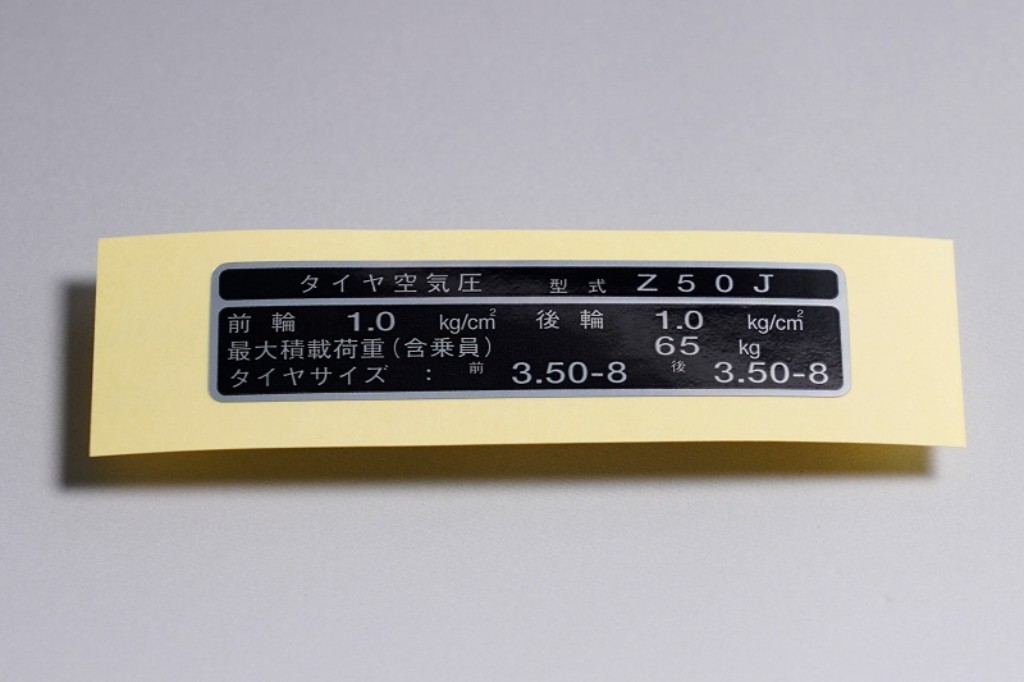 タイヤ空気圧 型式 Z50J
前輪 1.0 kg/cm² 後輪 1.0 kg/cm²
最大積載荷重(含乗員) 65 kg
タイヤサイズ : 前 3.50-8 後 3.50-8